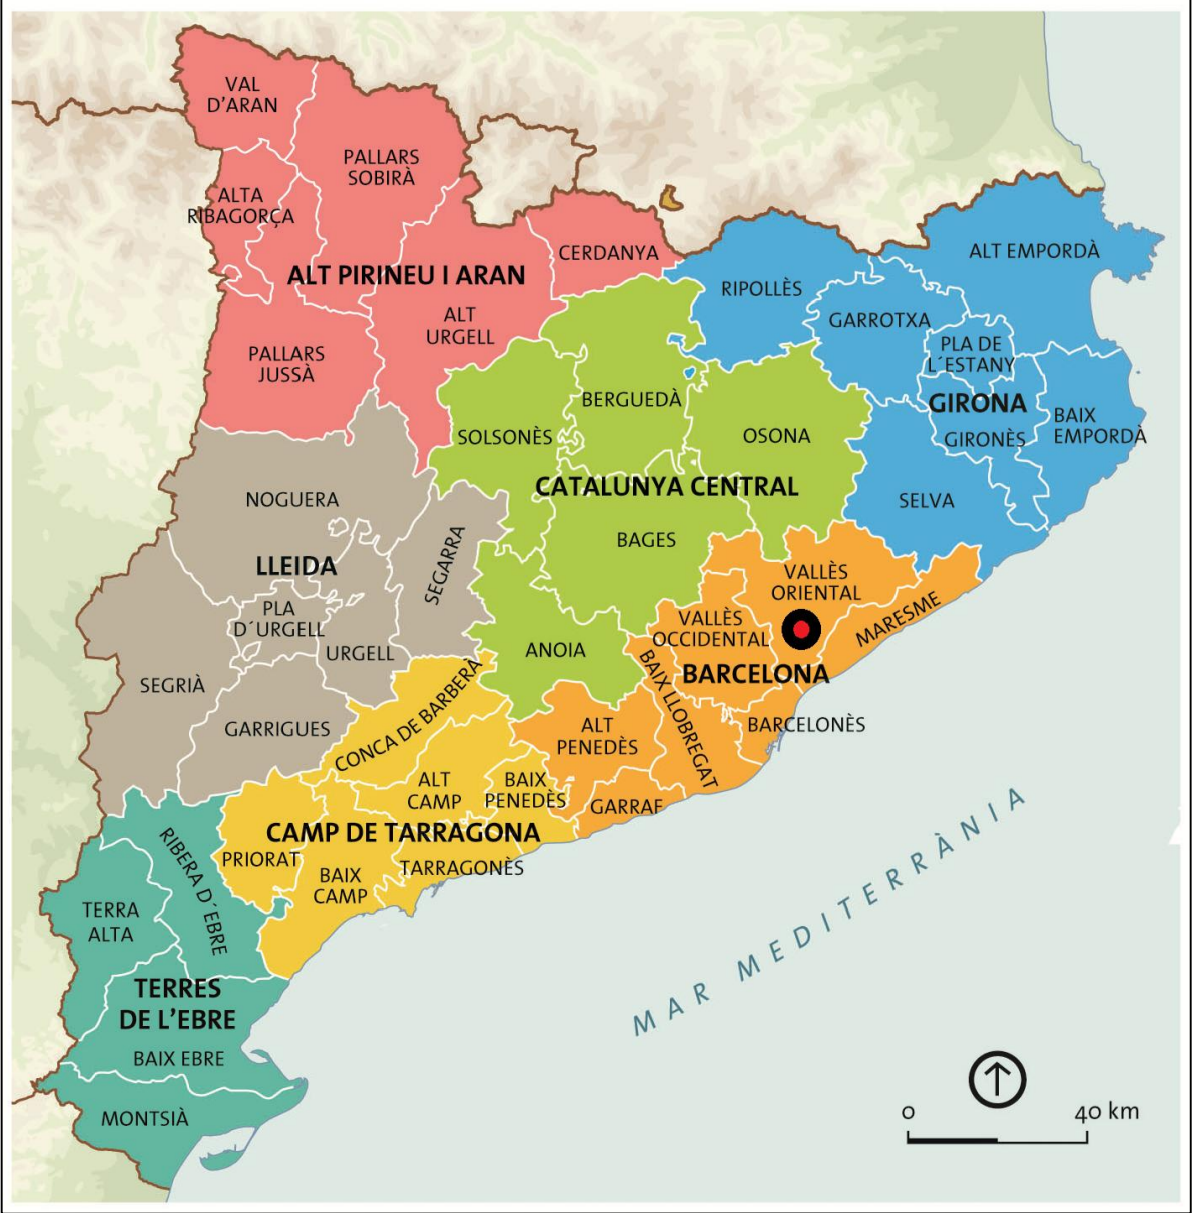 VAL
D'ARAN
PALLARS
SOBIRÀ
ALTA
RIBAGORÇA
CERDANYA
ALT EMPORDÀ
ALT PIRINEU I ARAN
RIPOLLÈS
ALT
URGELL
GARROTXA
PLA DE
L´ESTANY
PALLARS
JUSSÀ
BERGUEDÀ
GIRONA
BAIX
EMPORDÀ
SOLSONÈS
OSONA
GIRONÈS
CATALUNYA CENTRAL
NOGUERA
SELVA
BAGES
SEGARRA
LLEIDA
VALLÈS
ORIENTAL
PLA
D´URGELL
VALLÈS
OCCIDENTAL
MARESME
URGELL
ANOIA
BARCELONA
SEGRIÀ
BAIX LLOBREGAT
CONCA DE BARBERÀ
GARRIGUES
ALT
PENEDÈS
BARCELONÈS
ALT
CAMP
BAIX
PENEDÈS
GARRAF
CAMP DE TARRAGONA
RIBERA D´EBRE
PRIORAT
BAIX
CAMP
TARRAGONÈS
TERRA
ALTA
MAR MEDITERRÀNIA
TERRES
DE L'EBRE
BAIX EBRE
MONTSIÀ
0 40 km